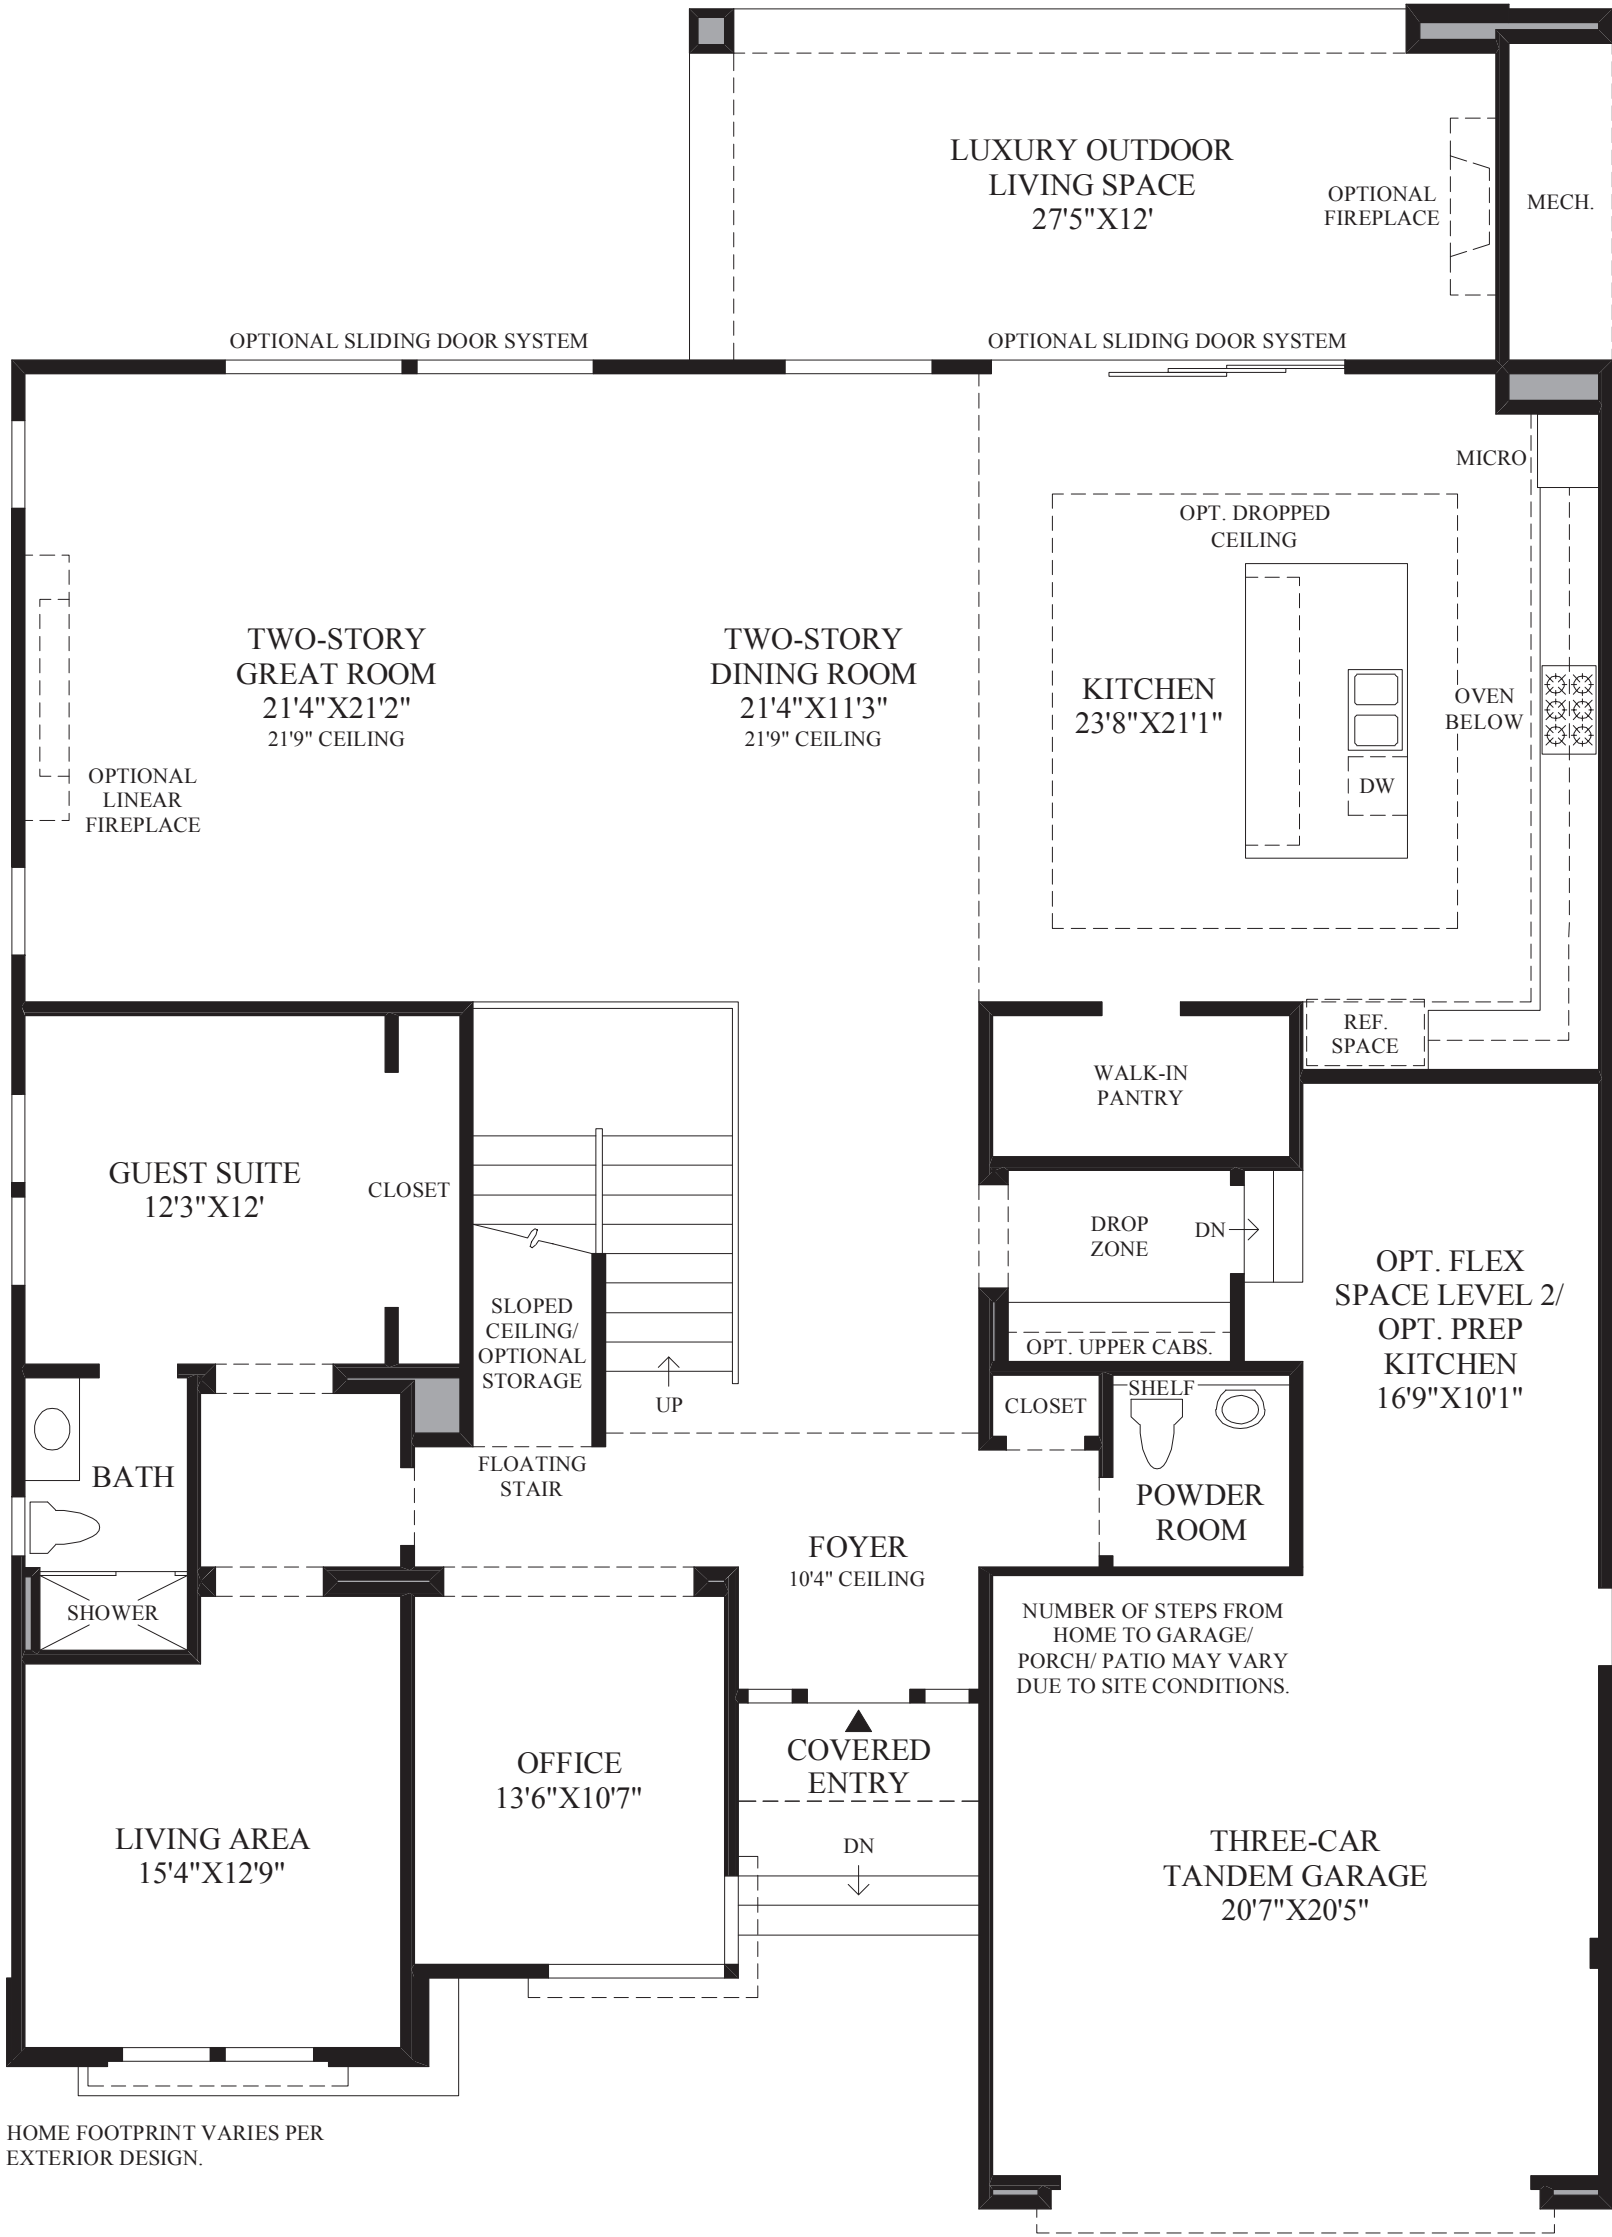 LUXURY OUTDOOR
LIVING SPACE
27'5"X12'
OPTIONAL
FIREPLACE
MECH.
OPTIONAL SLIDING DOOR SYSTEM
OPTIONAL SLIDING DOOR SYSTEM
MICRO
OPT. DROPPED
CEILING
TWO-STORY
GREAT ROOM
21'4"X21'2"
21'9" CEILING
TWO-STORY
DINING ROOM
21'4"X11'3"
21'9" CEILING
KITCHEN
23'8"X21'1"
OVEN
BELOW
DW
OPTIONAL
LINEAR
FIREPLACE
REF.
SPACE
WALK-IN
PANTRY
GUEST SUITE
12'3"X12'
CLOSET
DROP
ZONE
DN
OPT. FLEX
SPACE LEVEL 2/
OPT. PREP
KITCHEN
16'9"X10'1"
SLOPED
CEILING/
OPTIONAL
STORAGE
UP
OPT. UPPER CABS.
CLOSET
SHELF
BATH
FLOATING
STAIR
POWDER
ROOM
FOYER
10'4" CEILING
SHOWER
NUMBER OF STEPS FROM
HOME TO GARAGE/
PORCH/ PATIO MAY VARY
DUE TO SITE CONDITIONS.
COVERED
ENTRY
OFFICE
13'6"X10'7"
LIVING AREA
15'4"X12'9"
DN
THREE-CAR
TANDEM GARAGE
20'7"X20'5"
HOME FOOTPRINT VARIES PER
EXTERIOR DESIGN.